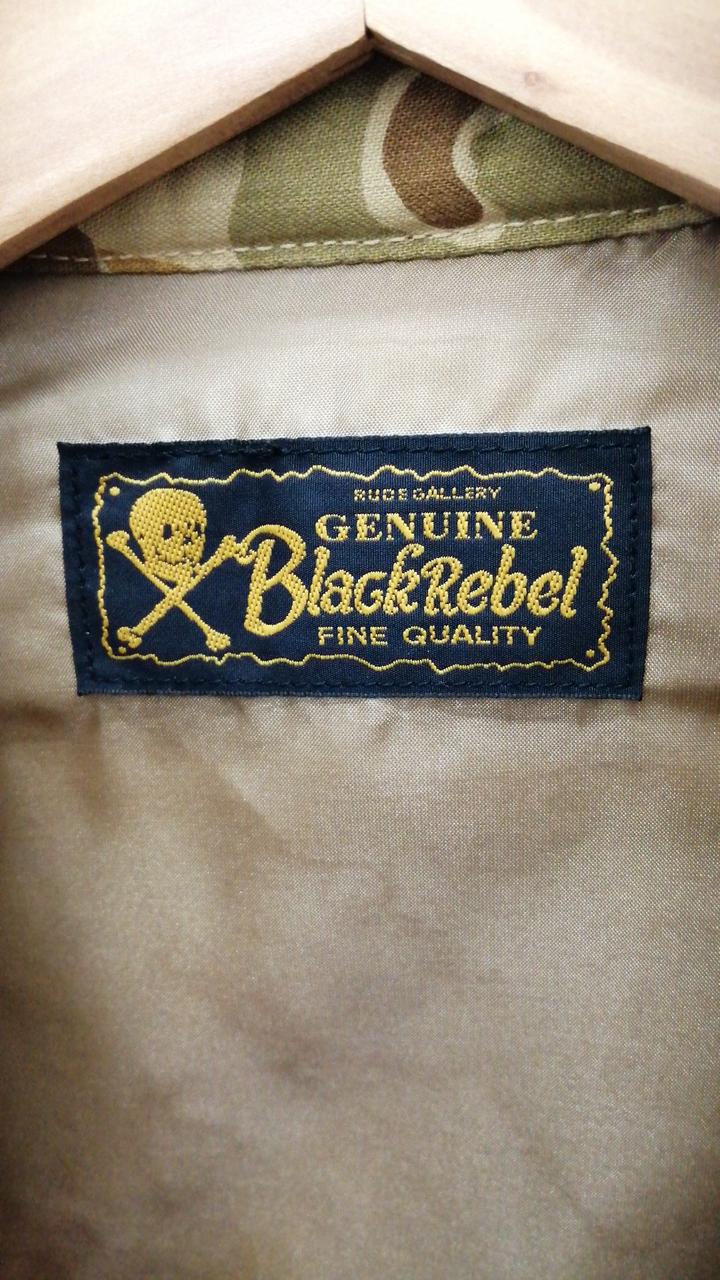 RUDE GALLERY
GENUINE
BlackRebel
FINE QUALITY